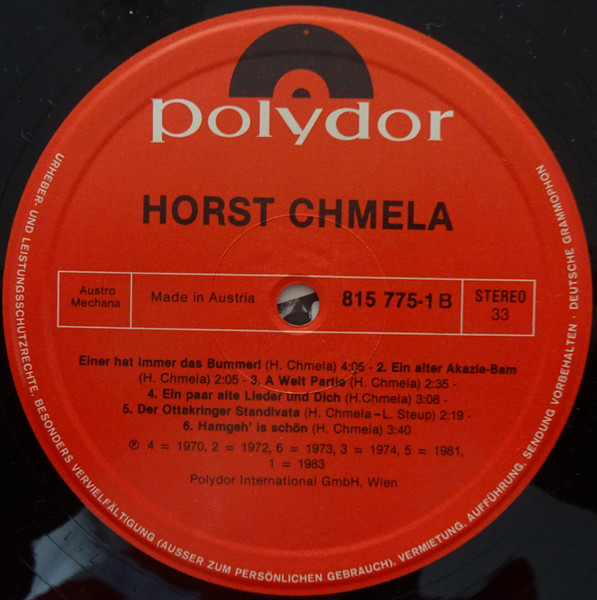 polydor
HORST CHMELA
Austro
Mechana
Made in Austria
815 775-1 B
STEREO
33
Einer hat immer das Bummerl (H. Chmela) 4:05 - 2. Ein alter Akazie-Bam
(H. Chmela) 2:05 - 3. A Welt Partie (H. Chmela) 2:35 -
4. Ein paar alte Lieder und Dich (H.Chmela) 3:08 -
5. Der Ottakringer Standlvata (H. Chmela – L. Steup) 2:19 -
6. Hamgeh' is schön (H. Chmela) 3:40
℗ 4 = 1970, 2 = 1972, 6 = 1973, 3 = 1974, 5 = 1981,
1 = 1983
Polydor International GmbH, Wien
URHEBER- UND LEISTUNGSSCHUTZRECHTE, BESONDERS VERVIELFÄLTIGUNG (AUSSER ZUM PERSÖNLICHEN GEBRAUCH), VERMIETUNG, AUFFÜHRUNG, SENDUNG VORBEHALTEN · DEUTSCHE GRAMMOPHON